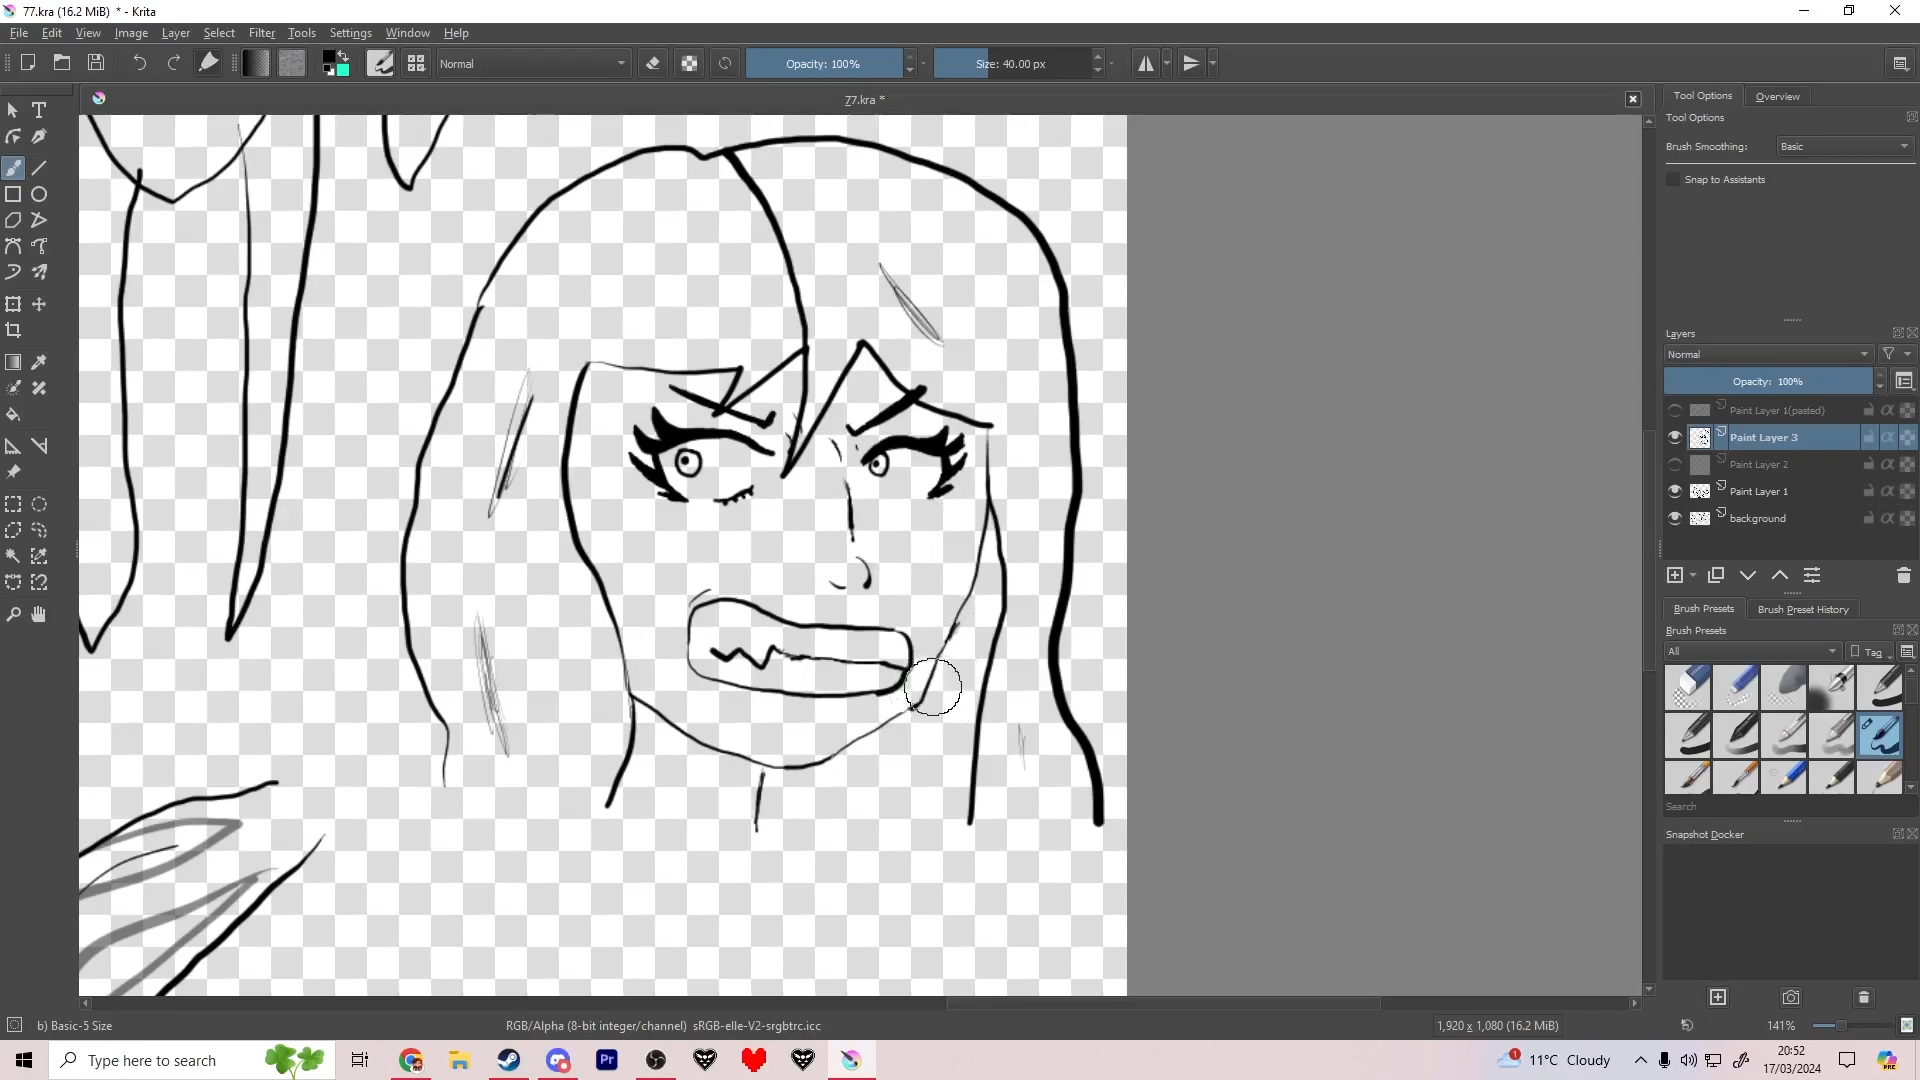 77.kra (16.2 MiB) * - Krita
File Edit View Image Layer Select Filter Tools Settings Window Help
Normal Opacity: 100% Size: 40.00 px
77.kra *
Tool Options Overview
Tool Options
Brush Smoothing: Basic
Snap to Assistants
Layers
Normal
Opacity: 100%
Paint Layer 1(pasted)
Paint Layer 3
Paint Layer 2
Paint Layer 1
background
Brush Presets Brush Preset History
Brush Presets
All Tag
Search
Snapshot Docker
b) Basic-5 Size RGB/Alpha (8-bit integer/channel) sRGB-elle-V2-srgbtrc.icc 1,920 x 1,080 (16.2 MiB) 141%
Type here to search Pr 1 11°C Cloudy 20:52
17/03/2024
PRE